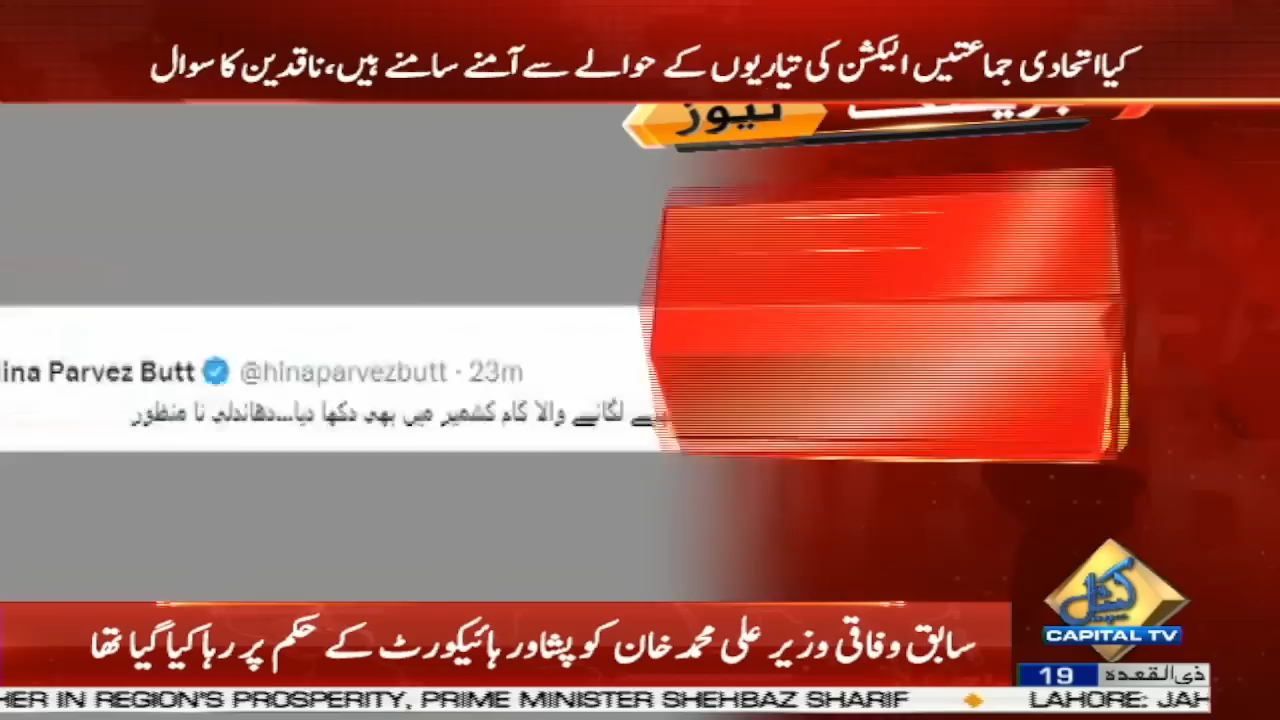 کیا اتحادی جماعتیں الیکشن کی تیاریوں کے حوالے سے آمنے سامنے ہیں، ناقدین کا سوال
نیوز
ina Parvez Butt @hinaparvezbutt · 23m
لگانے والا کام کشمیر میں بھی دکھا دیا...دھاندلی نا منظور
سابق وفاقی وزیر علی محمد خان کو پشاور ہائیکورٹ کے حکم پر رہا کیا گیا تھا
کیپیٹل
CAPITAL TV
19 ذی القعدہ
HER IN REGION'S PROSPERITY, PRIME MINISTER SHEHBAZ SHARIF LAHORE: JAH